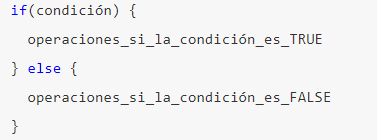 if(condición) {
operaciones_si_la_condición_es_TRUE
} else {
operaciones_si_la_condición_es_FALSE
}